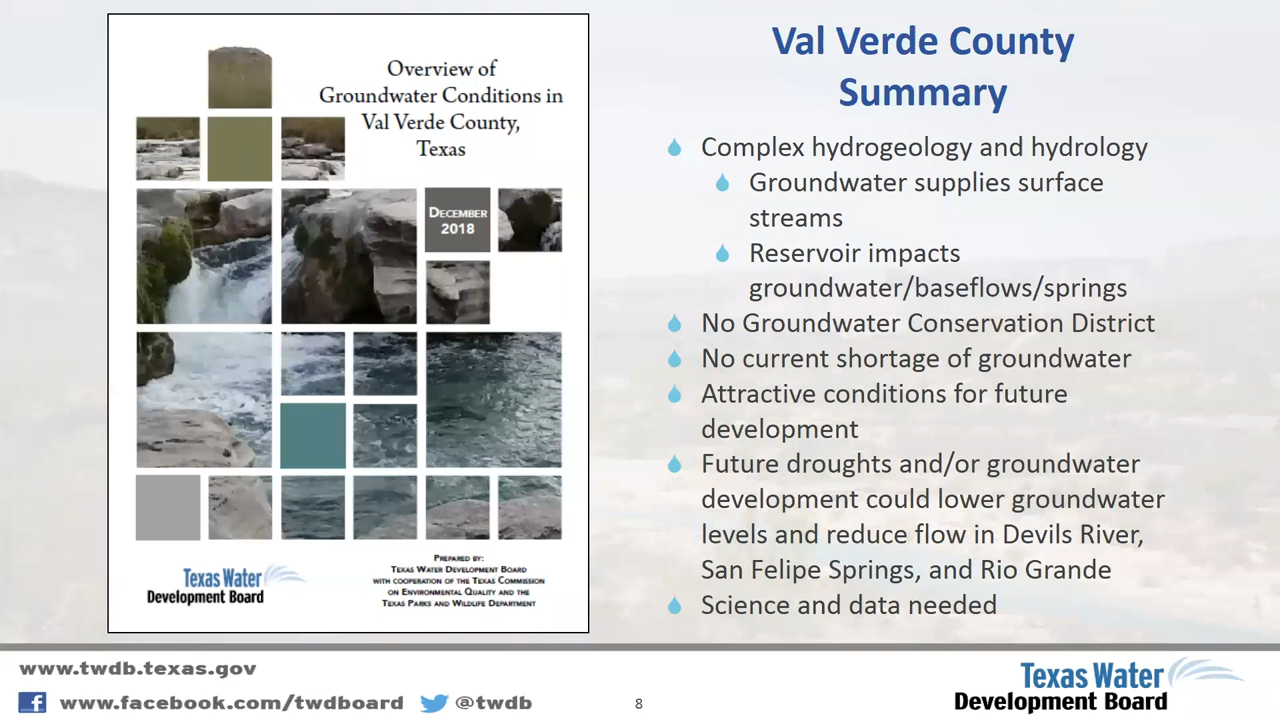 Overview of
Groundwater Conditions in
Val Verde County,
Texas
DECEMBER
2018
PREPARED BY:
TEXAS WATER DEVELOPMENT BOARD
WITH COOPERATION OF THE TEXAS COMMISSION
ON ENVIRONMENTAL QUALITY AND THE
TEXAS PARKS AND WILDLIFE DEPARTMENT
Texas Water
Development Board
Val Verde County
Summary
Complex hydrogeology and hydrology
Groundwater supplies surface
streams
Reservoir impacts
groundwater/baseflows/springs
No Groundwater Conservation District
No current shortage of groundwater
Attractive conditions for future
development
Future droughts and/or groundwater
development could lower groundwater
levels and reduce flow in Devils River,
San Felipe Springs, and Rio Grande
Science and data needed
www.twdb.texas.gov
www.facebook.com/twdboard @twdb
8
Texas Water
Development Board